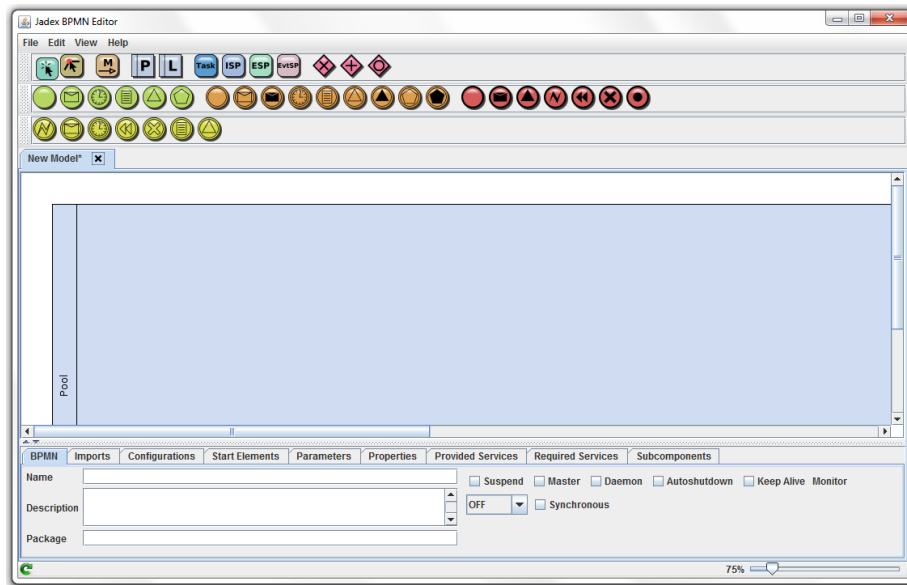 Jadex BPMN Editor
File Edit View Help
M P L Task ISP ESP EvtSP
New Model*
Pool
BPMN Imports Configurations Start Elements Parameters Properties Provided Services Required Services Subcomponents
Name Suspend Master Daemon Autoshutdown Keep Alive Monitor
Description OFF Synchronous
Package
75%